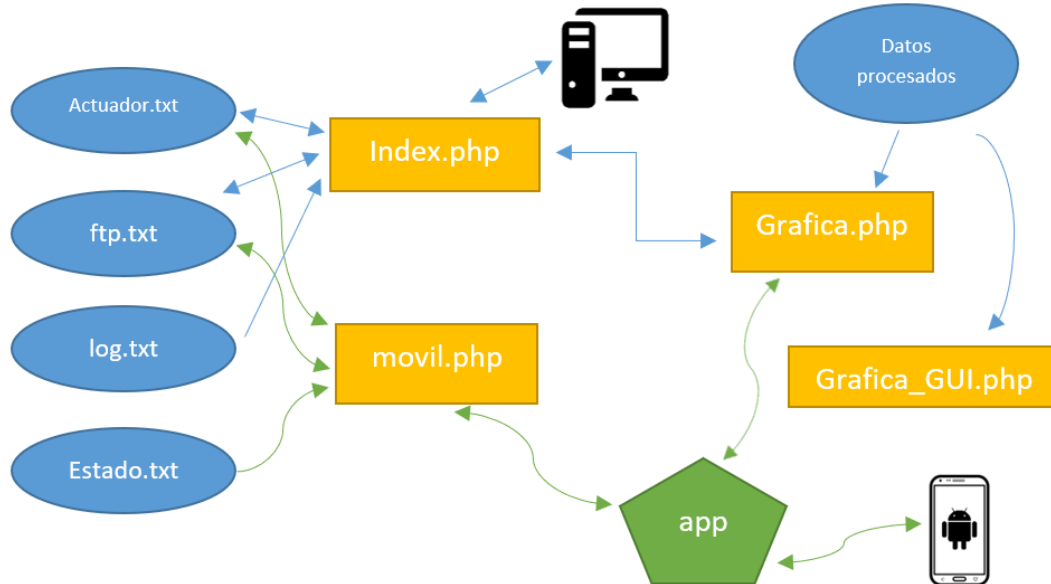 Datos
procesados
Actuador.txt
Index.php
ftp.txt
Grafica.php
log.txt
movil.php
Grafica_GUI.php
Estado.txt
app